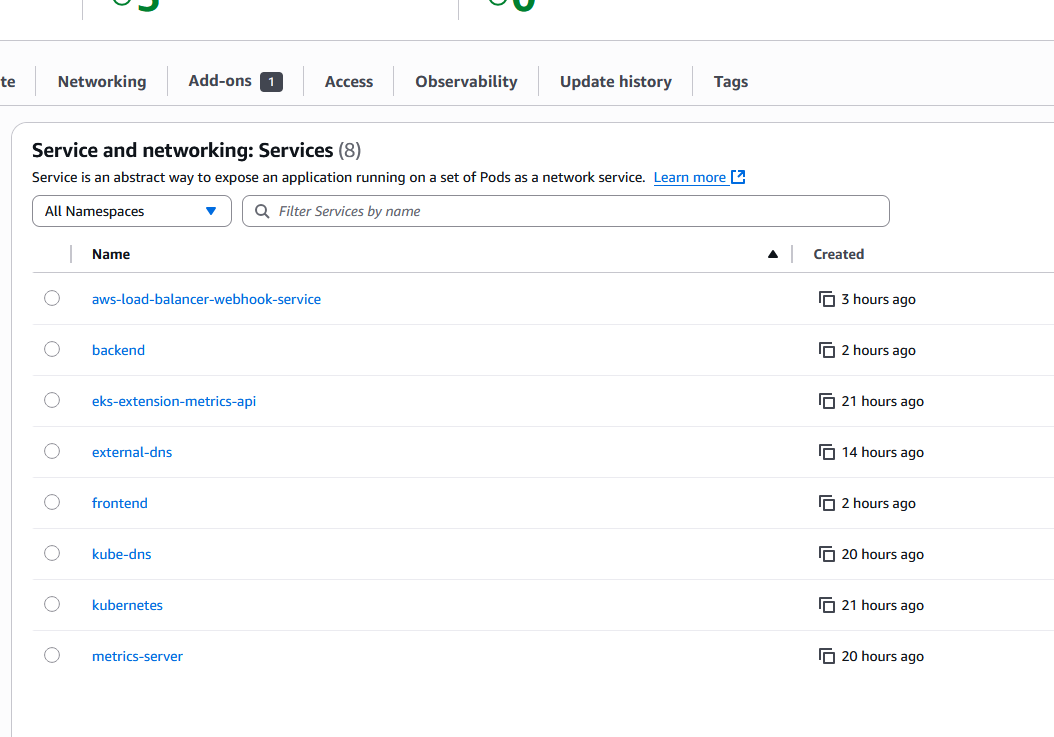 te
Networking
Add-ons 1
Access
Observability
Update history
Tags
Service and networking: Services (8)
Service is an abstract way to expose an application running on a set of Pods as a network service. Learn more
All Namespaces
Filter Services by name
Name
Created
aws-load-balancer-webhook-service 3 hours ago
backend 2 hours ago
eks-extension-metrics-api 21 hours ago
external-dns 14 hours ago
frontend 2 hours ago
kube-dns 20 hours ago
kubernetes 21 hours ago
metrics-server 20 hours ago